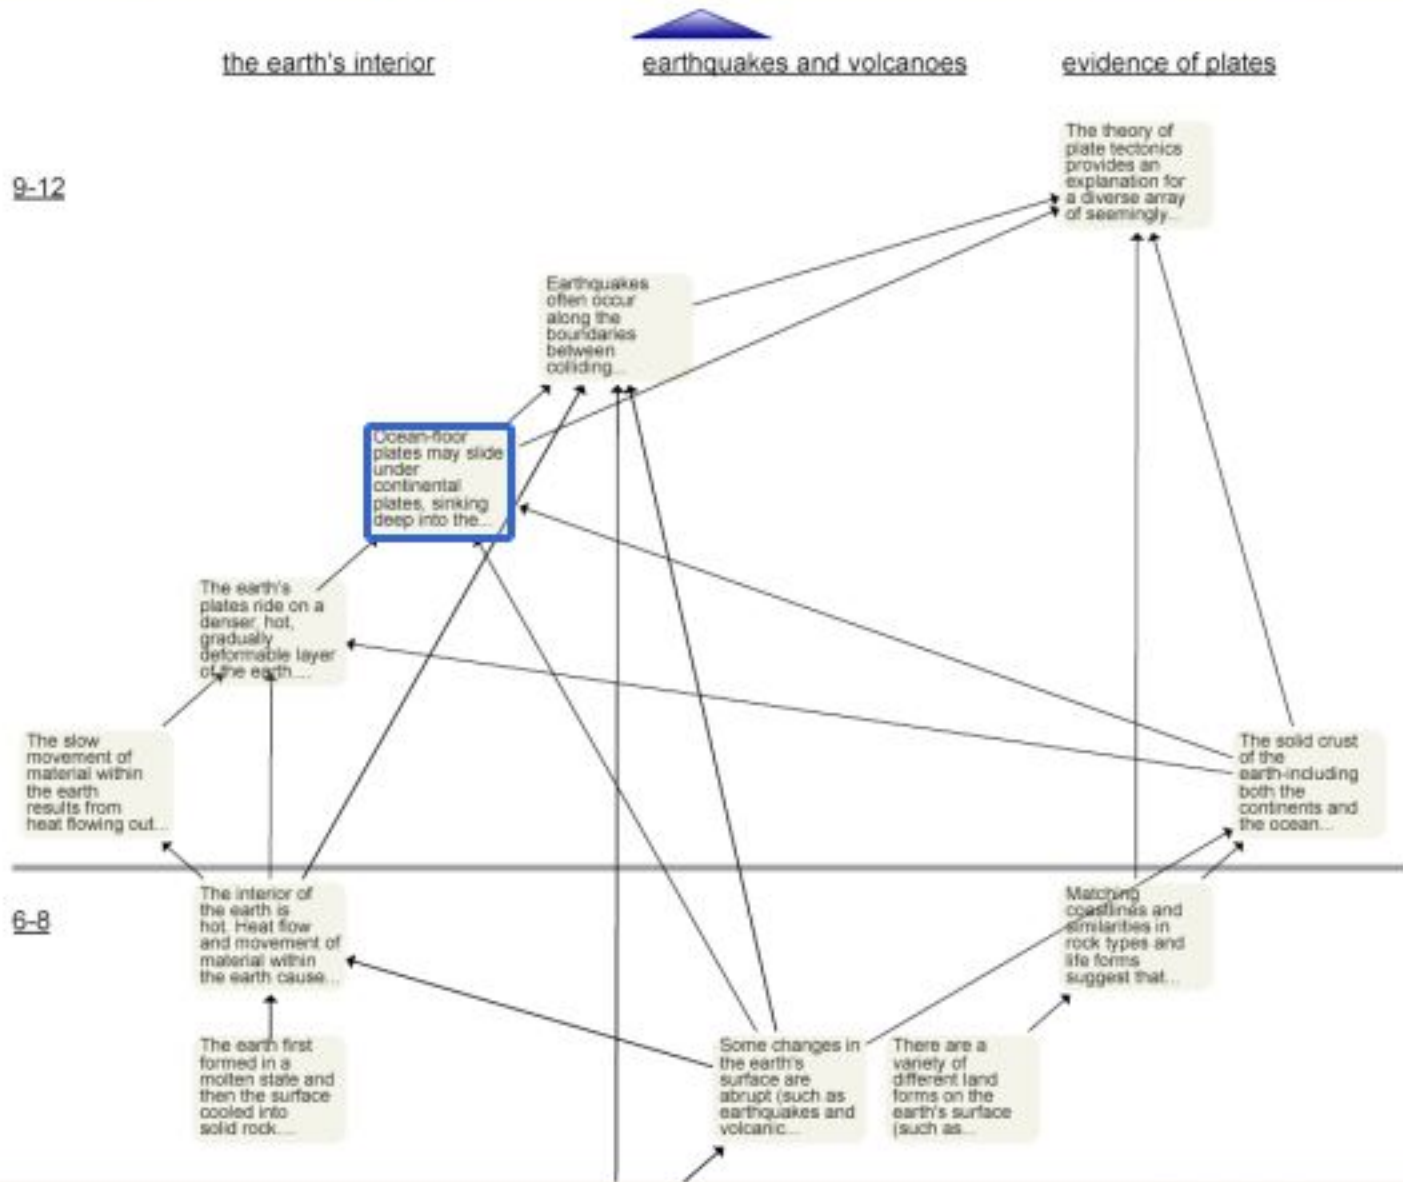 the earth's interior
earthquakes and volcanoes
evidence of plates
9-12
The theory of
plate tectonics
provides an
explanation for
a diverse array
of seemingly...
Earthquakes
often occur
along the
boundaries
between
colliding...
Ocean-floor
plates may slide
under
continental
plates, sinking
deep into the...
The earth's
plates ride on a
denser, hot,
gradually
deformable layer
of the earth....
The slow
movement of
material within
the earth
results from
heat flowing out...
The solid crust
of the
earth-including
both the
continents and
the ocean...
6-8
The interior of
the earth is
hot. Heat flow
and movement of
material within
the earth cause...
Matching
coastlines and
similarities in
rock types and
life forms
suggest that...
The earth first
formed in a
molten state and
then the surface
cooled into
solid rock....
Some changes in
the earth's
surface are
abrupt (such as
earthquakes and
volcanic...
There are a
variety of
different land
forms on the
earth's surface
(such as...